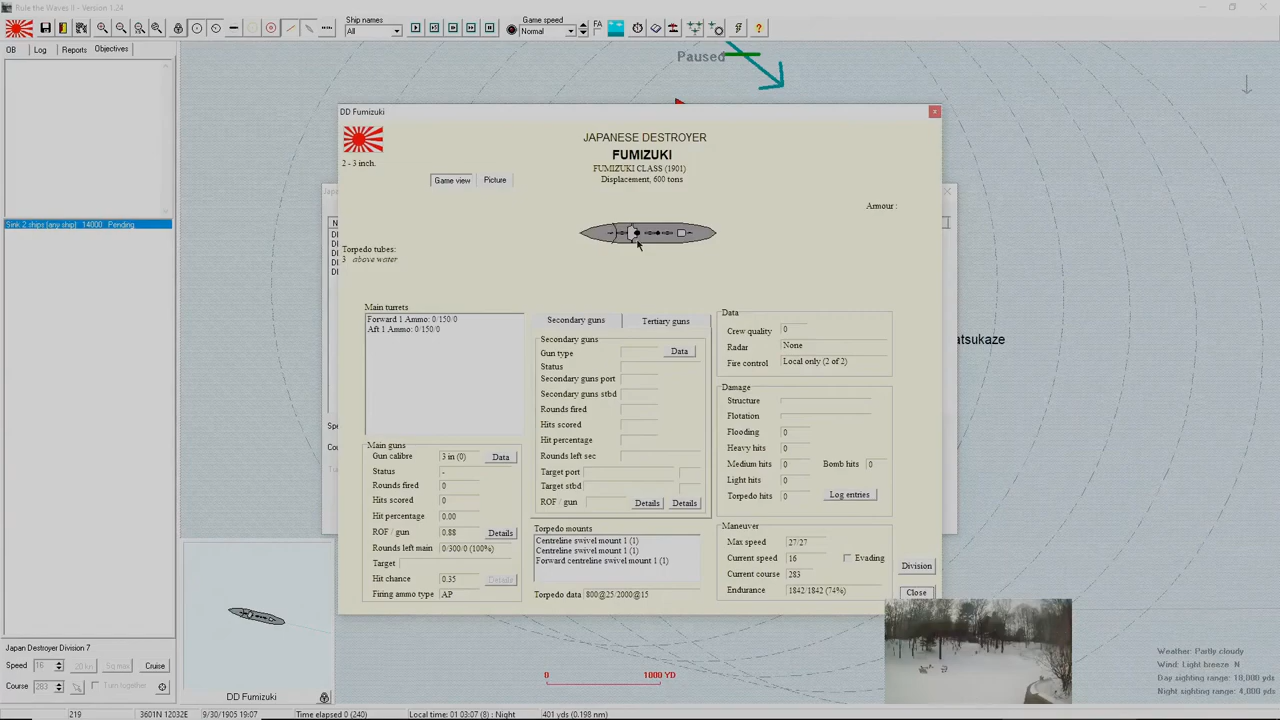 Rule the Waves II - Version 1.24
Ship names
All
Game speed
Normal
FA
OB
Log
Reports
Objectives
Paused
Sink 2 ships [any ship] 14000 Pending
atsukaze
DD Fumizuki
2 - 3 inch.
JAPANESE DESTROYER
FUMIZUKI
FUMIZUKI CLASS (1901)
Displacement, 600 tons
Game view
Picture
Armour :
Torpedo tubes:
3 above water
Main turrets
Forward 1 Ammo: 0/150/0
Aft 1 Ammo: 0/150/0
Main guns
Gun calibre 3 in (0) Data
Status -
Rounds fired 0
Hits scored 0
Hit percentage 0.00
ROF / gun 0.88 Details
Rounds left main 0/300/0 (100%)
Target
Hit chance 0.35 Details
Firing ammo type AP
Secondary guns
Tertiary guns
Secondary guns
Gun type Data
Status
Secondary guns port
Secondary guns stbd
Rounds fired
Hits scored
Hit percentage
Rounds left sec
Target port
Target stbd
ROF / gun Details Details
Torpedo mounts
Centreline swivel mount 1 (1)
Centreline swivel mount 1 (1)
Forward centreline swivel mount 1 (1)
Torpedo data 800@25/2000@15
Data
Crew quality 0
Radar None
Fire control Local only (2 of 2)
Damage
Structure
Flotation
Flooding 0
Heavy hits 0
Medium hits 0 Bomb hits 0
Light hits 0
Torpedo hits 0 Log entries
Maneuver
Max speed 27/27
Current speed 16 Evading
Current course 283
Endurance 1842/1842 (74%)
Division
Close
Japan Destroyer Division 7
Speed 16 20 kn Sq max Cruise
Course 283 Turn together
DD Fumizuki
0 1000 YD
Weather: Partly cloudy
Wind: Light breeze N
Day sighting range: 18,000 yds
Night sighting range: 4,000 yds
219
3601N 12032E
9/30/1905 19:07
Time elapsed 0 (240)
Local time: 01:03:07 (8) : Night
401 yds (0.198 nm)